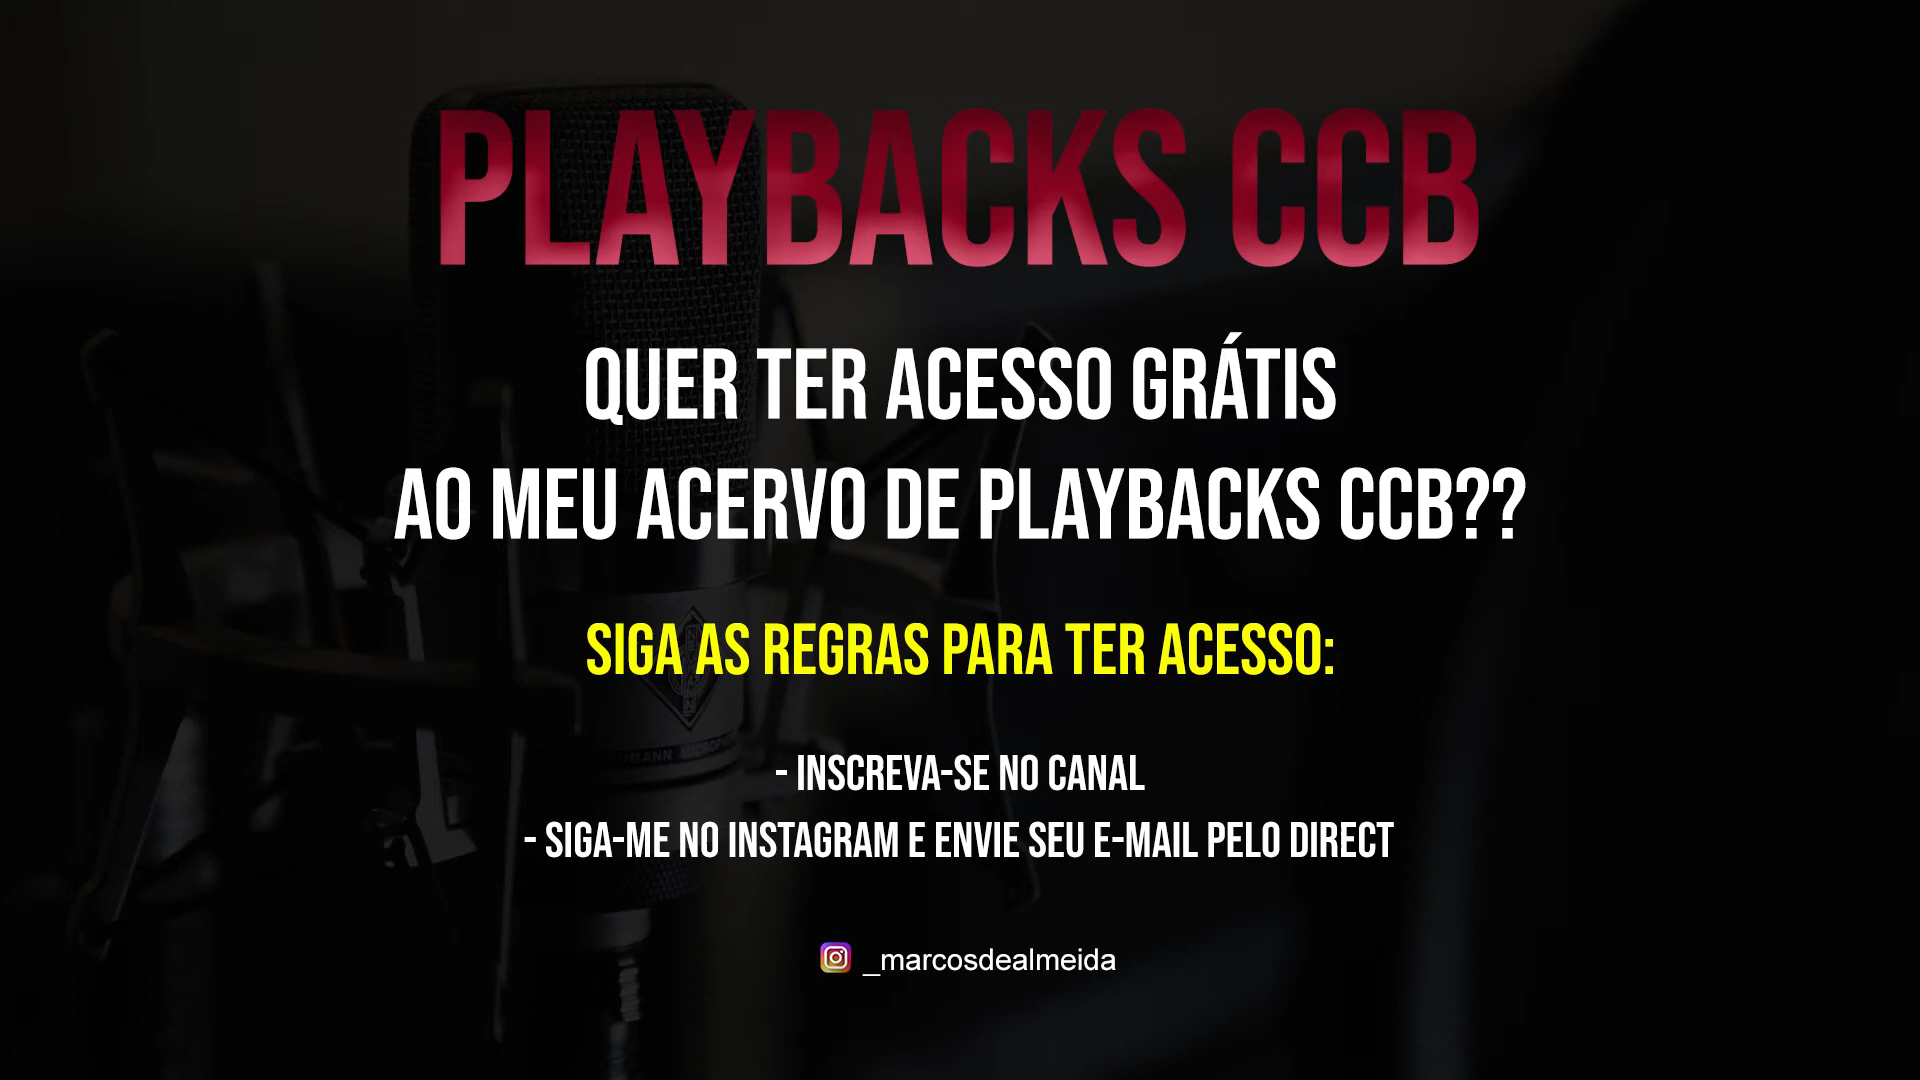 PLAYBACKS CCB
QUER TER ACESSO GRÁTIS
AO MEU ACERVO DE PLAYBACKS CCB??
SIGA AS REGRAS PARA TER ACESSO:
- INSCREVA-SE NO CANAL
- SIGA-ME NO INSTAGRAM E ENVIE SEU E-MAIL PELO DIRECT
_marcosdealmeida